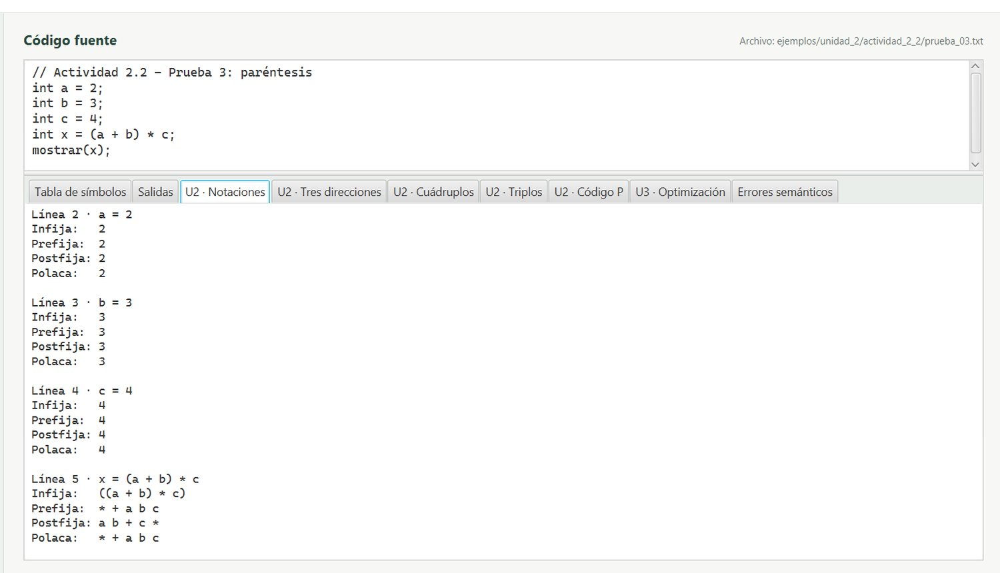 Código fuente
Archivo: ejemplos/unidad_2/actividad_2_2/prueba_03.txt
// Actividad 2.2 – Prueba 3: paréntesis
int a = 2;
int b = 3;
int c = 4;
int x = (a + b) * c;
mostrar(x);
Tabla de símbolos Salidas U2 · Notaciones U2 · Tres direcciones U2 · Cuádruplos U2 · Triplos U2 · Código P U3 · Optimización Errores semánticos
Línea 2 · a = 2
Infija: 2
Prefija: 2
Postfija: 2
Polaca: 2
Línea 3 · b = 3
Infija: 3
Prefija: 3
Postfija: 3
Polaca: 3
Línea 4 · c = 4
Infija: 4
Prefija: 4
Postfija: 4
Polaca: 4
Línea 5 · x = (a + b) * c
Infija: ((a + b) * c)
Prefija: * + a b c
Postfija: a b + c *
Polaca: * + a b c